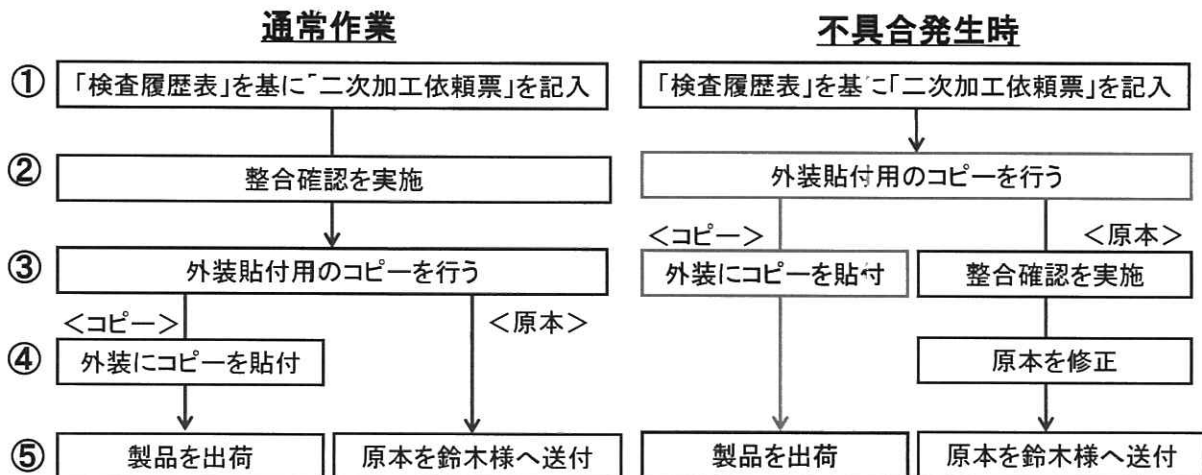 通常作業
不具合発生時
① 「検査履歴表」を基に「二次加工依頼票」を記入
「検査履歴表」を基に「二次加工依頼票」を記入
② 整合確認を実施
外装貼付用のコピーを行う
③ 外装貼付用のコピーを行う
<コピー>
<原本>
外装にコピーを貼付
整合確認を実施
<コピー>
<原本>
④ 外装にコピーを貼付
原本を修正
⑤ 製品を出荷
原本を鈴木様へ送付
製品を出荷
原本を鈴木様へ送付